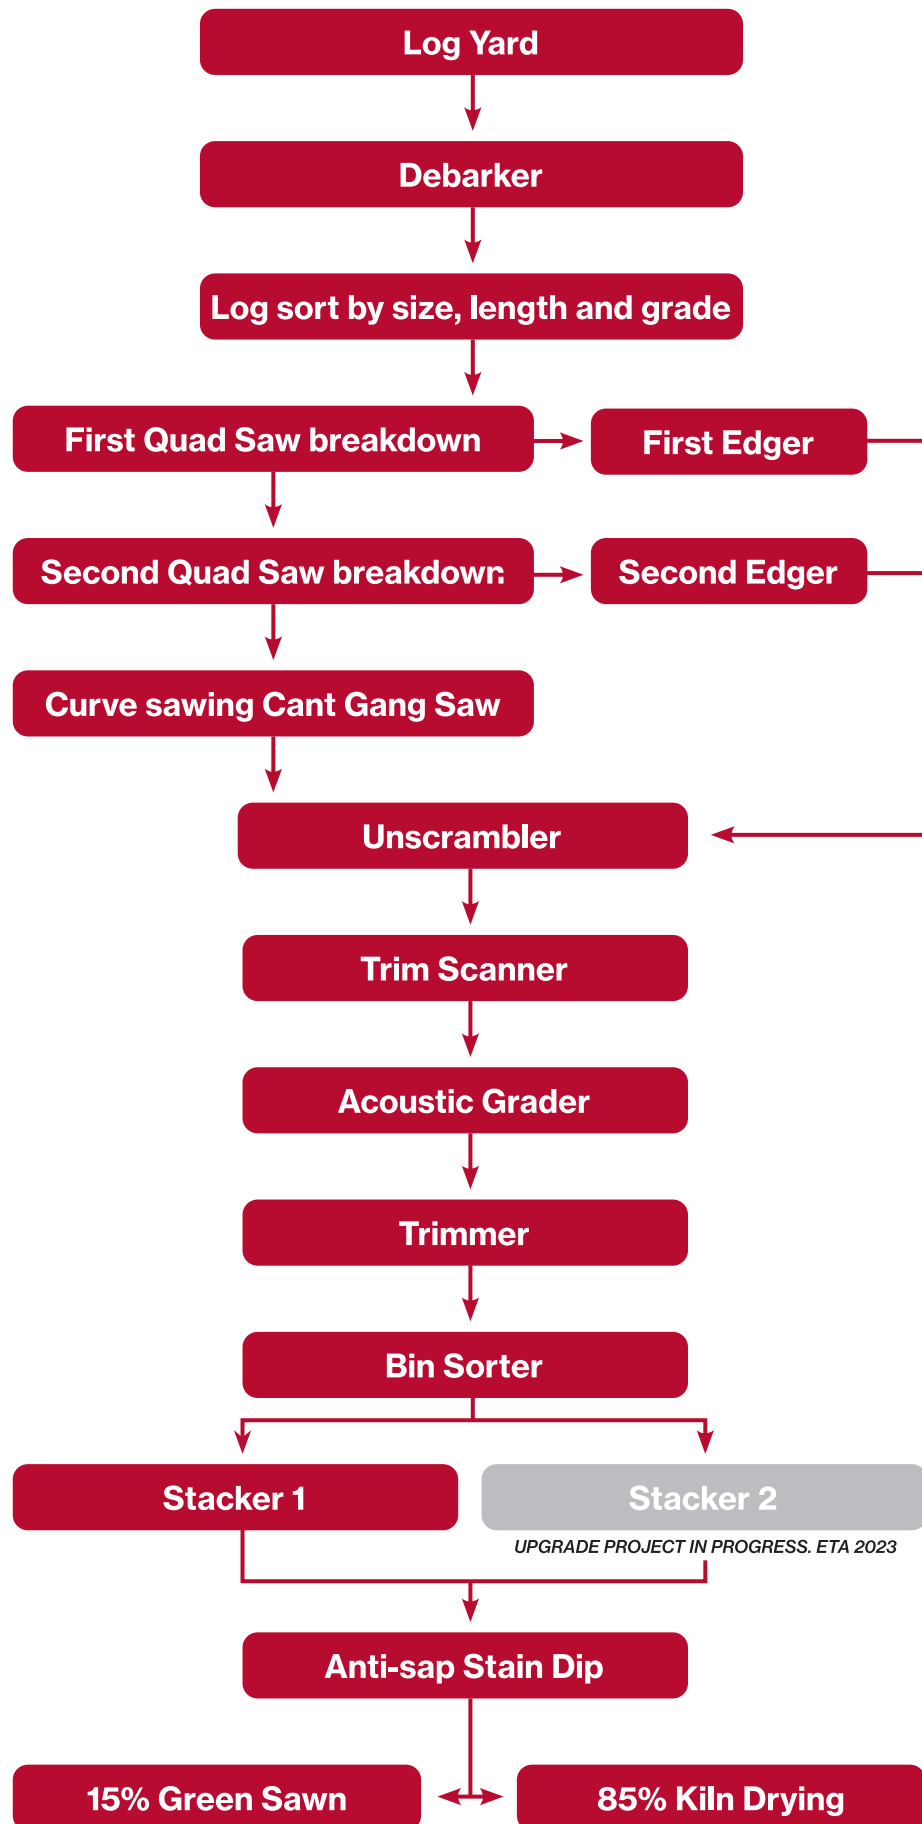 Log Yard
Debarker
Log sort by size, length and grade
First Quad Saw breakdown
First Edger
Second Quad Saw breakdown:
Second Edger
Curve sawing Cant Gang Saw
Unscrambler
Trim Scanner
Acoustic Grader
Trimmer
Bin Sorter
Stacker 1
Stacker 2
UPGRADE PROJECT IN PROGRESS. ETA 2023
Anti-sap Stain Dip
15% Green Sawn
85% Kiln Drying